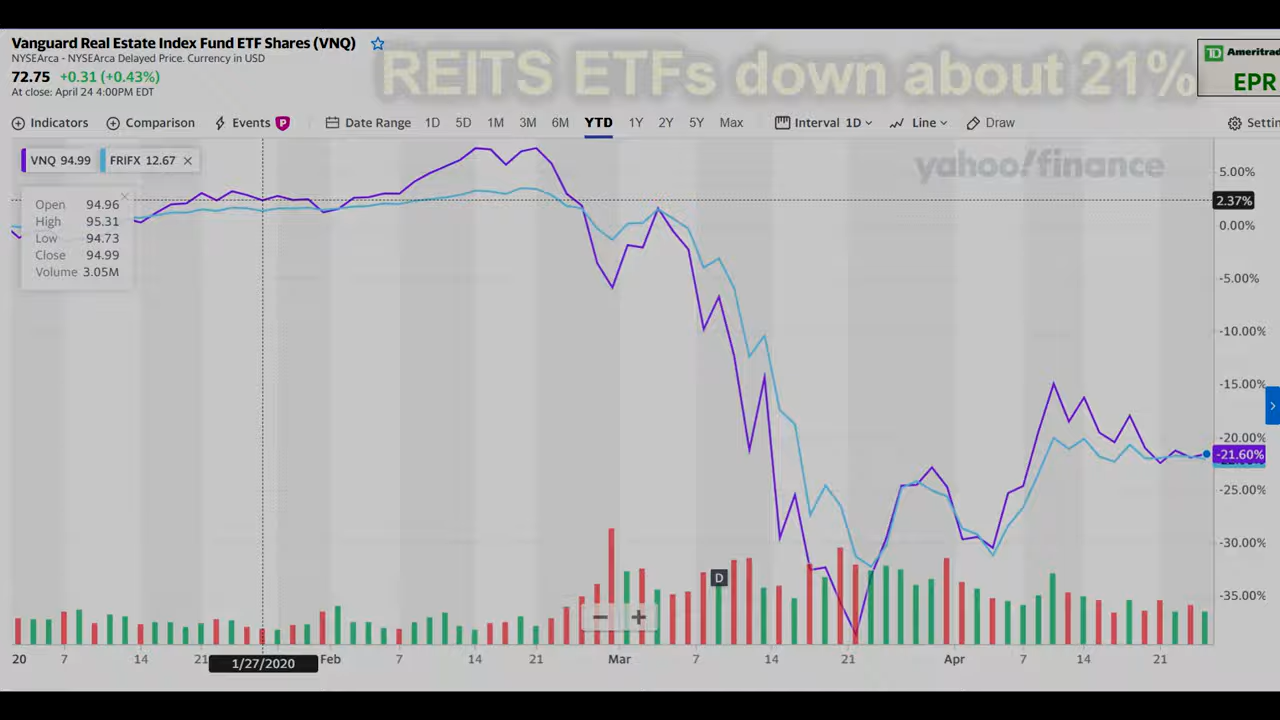 Vanguard Real Estate Index Fund ETF Shares (VNQ)
NYSEArca - NYSEArca Delayed Price. Currency in USD
72.75 +0.31 (+0.43%)
At close: April 24 4:00PM EDT
REITS ETFs down about 21%
TD Ameritrad
EPR
Indicators Comparison Events P Date Range 1D 5D 1M 3M 6M YTD 1Y 2Y 5Y Max Interval 1D Line Draw Settin
VNQ 94.99 FRIFX 12.67
yahoo!finance
Open 94.96
High 95.31
Low 94.73
Close 94.99
Volume 3.05M
5.00%
2.37%
0.00%
-5.00%
-10.00%
-15.00%
-20.00%
-21.60%
-25.00%
-30.00%
-35.00%
D
20 7 14 21 1/27/2020 Feb 7 14 21 Mar 7 14 21 Apr 7 14 21